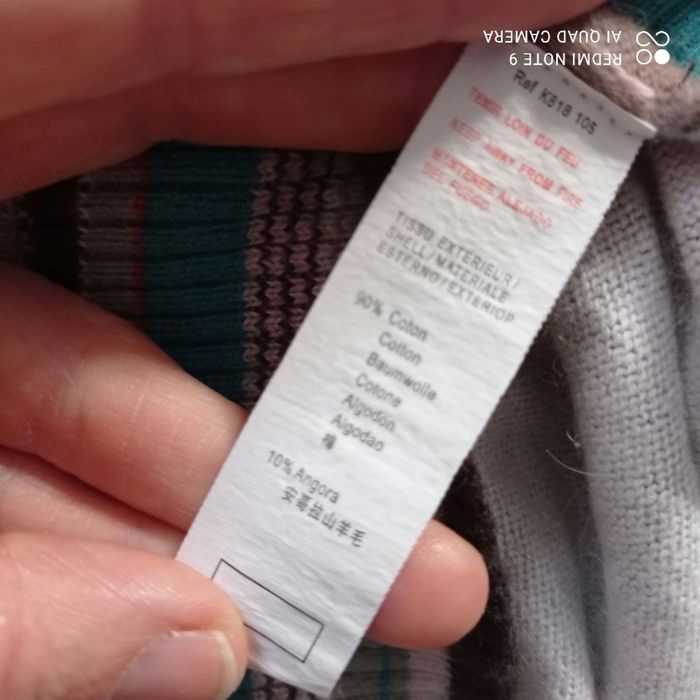 Ref K818 105
TENIR LOIN DU FEU
KEEP AWAY FROM FIRE
MANTENER ALEJADO
DEL FUEGO
TISSU EXTERIEUR/
SHELL/MATERIALE
ESTERNO/EXTERIOR
90% Coton
Cotton
Baumwolle
Cotone
Algodon
Algodao
棉
10% Angora
安哥拉山羊毛
REDMI NOTE 9
AI QUAD CAMERA